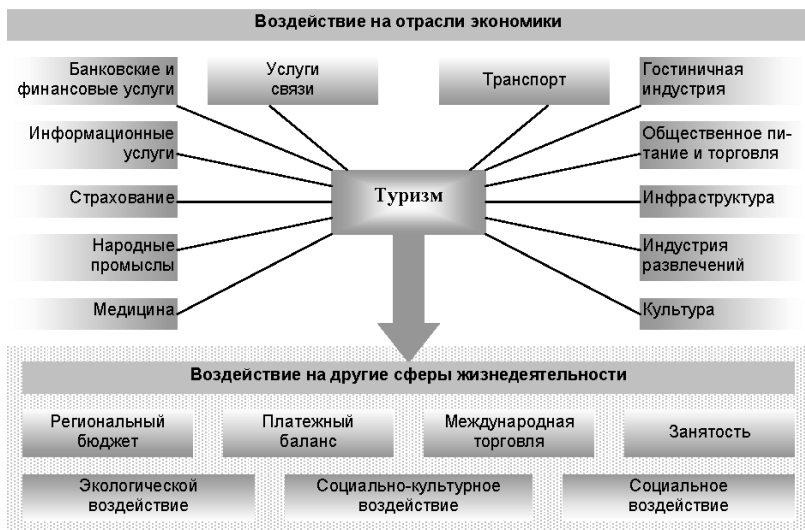 Воздействие на отрасли экономики
Банковские и
финансовые услуги
Услуги
связи
Транспорт
Гостиничная
индустрия
Информационные
услуги
Общественное пи-
тание и торговля
Туризм
Страхование
Инфраструктура
Народные
промыслы
Индустрия
развлечений
Медицина
Культура
Воздействие на другие сферы жизнедеятельности
Региональный
бюджет
Платежный
баланс
Международная
торговля
Занятость
Экологической
воздействие
Социально-культурное
воздействие
Социальное
воздействие